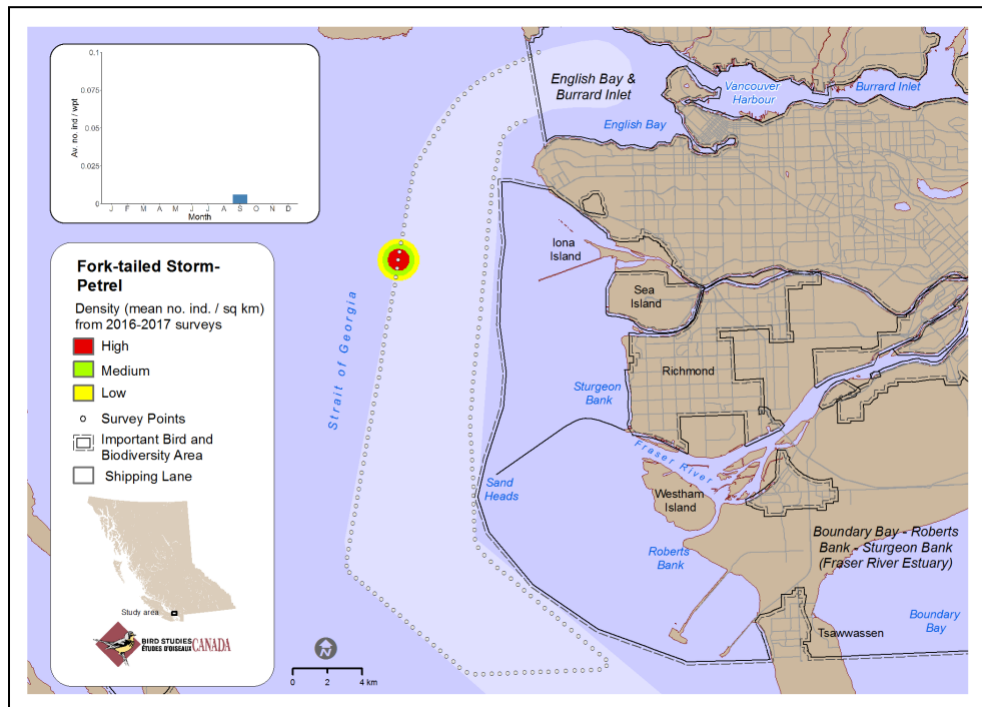 0.1
0.075
0.05
0.025
0
Av. no. ind / wpt
J F M A M J J A S O N D
Month
Fork-tailed Storm-
Petrel
Density (mean no. ind. / sq km)
from 2016-2017 surveys
High
Medium
Low
Survey Points
Important Bird and
Biodiversity Area
Shipping Lane
Study area
BIRD STUDIES
ÉTUDES D'OISEAUX
CANADA
N
0 2 4 km
Strait of Georgia
English Bay &
Burrard Inlet
English Bay
Vancouver
Harbour
Burrard Inlet
Iona
Island
Sea
Island
Richmond
Sturgeon
Bank
Fraser River
Sand
Heads
Westham
Island
Roberts
Bank
Boundary Bay - Roberts
Bank - Sturgeon Bank
(Fraser River Estuary)
Boundary
Bay
Tsawwassen